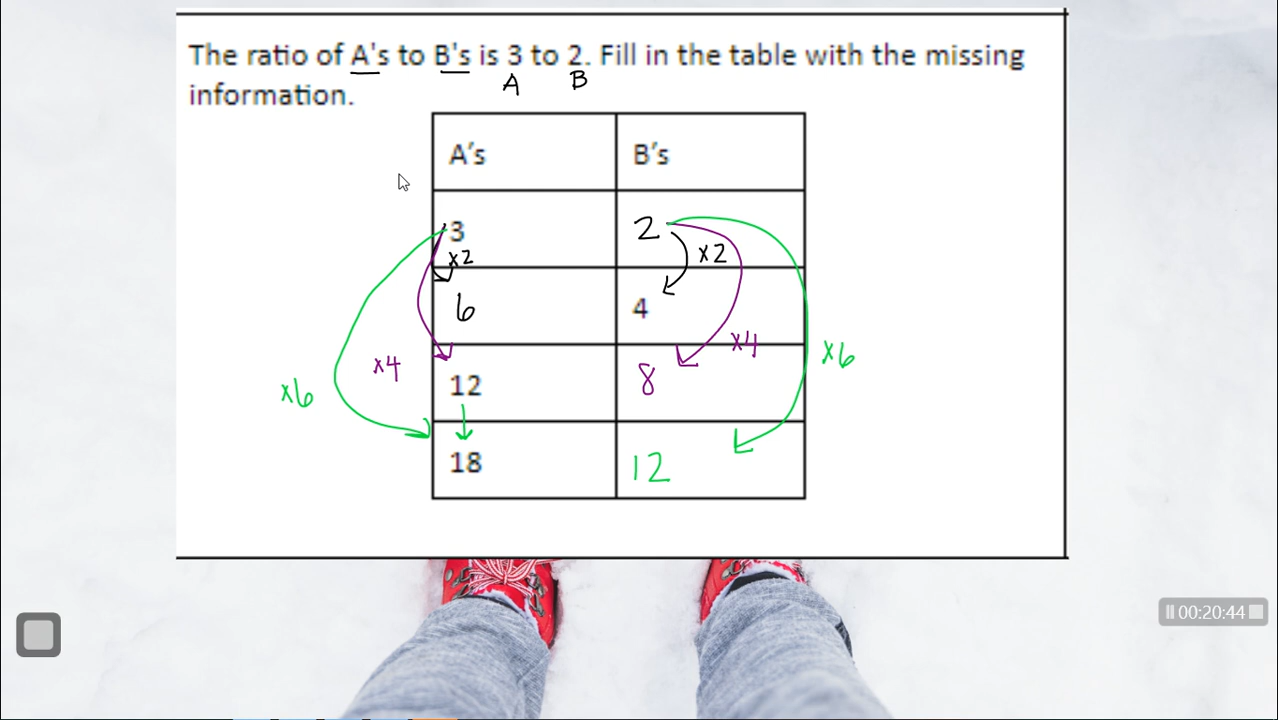 The ratio of A's to B's is 3 to 2. Fill in the table with the missing
A B
information.
A's B's
3 2
x2 x2
6 4
x4 x4
12 8
x6 x6
18 12
00:20:44